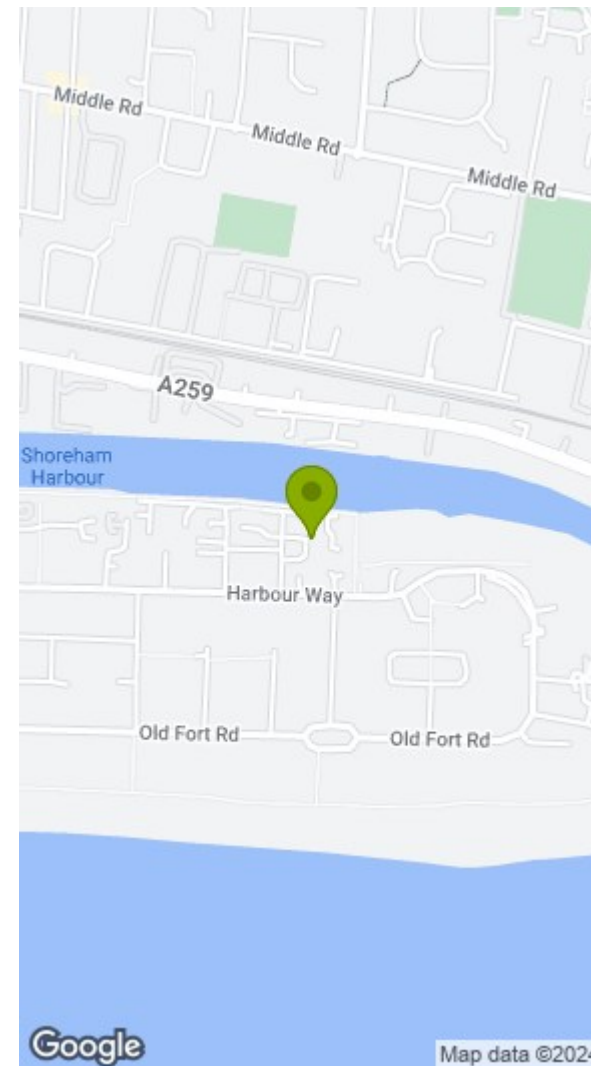 Middle Rd
Middle Rd
Middle Rd
A259
Shoreham
Harbour
Harbour Way
Old Fort Rd
Old Fort Rd
Google
Map data ©2024